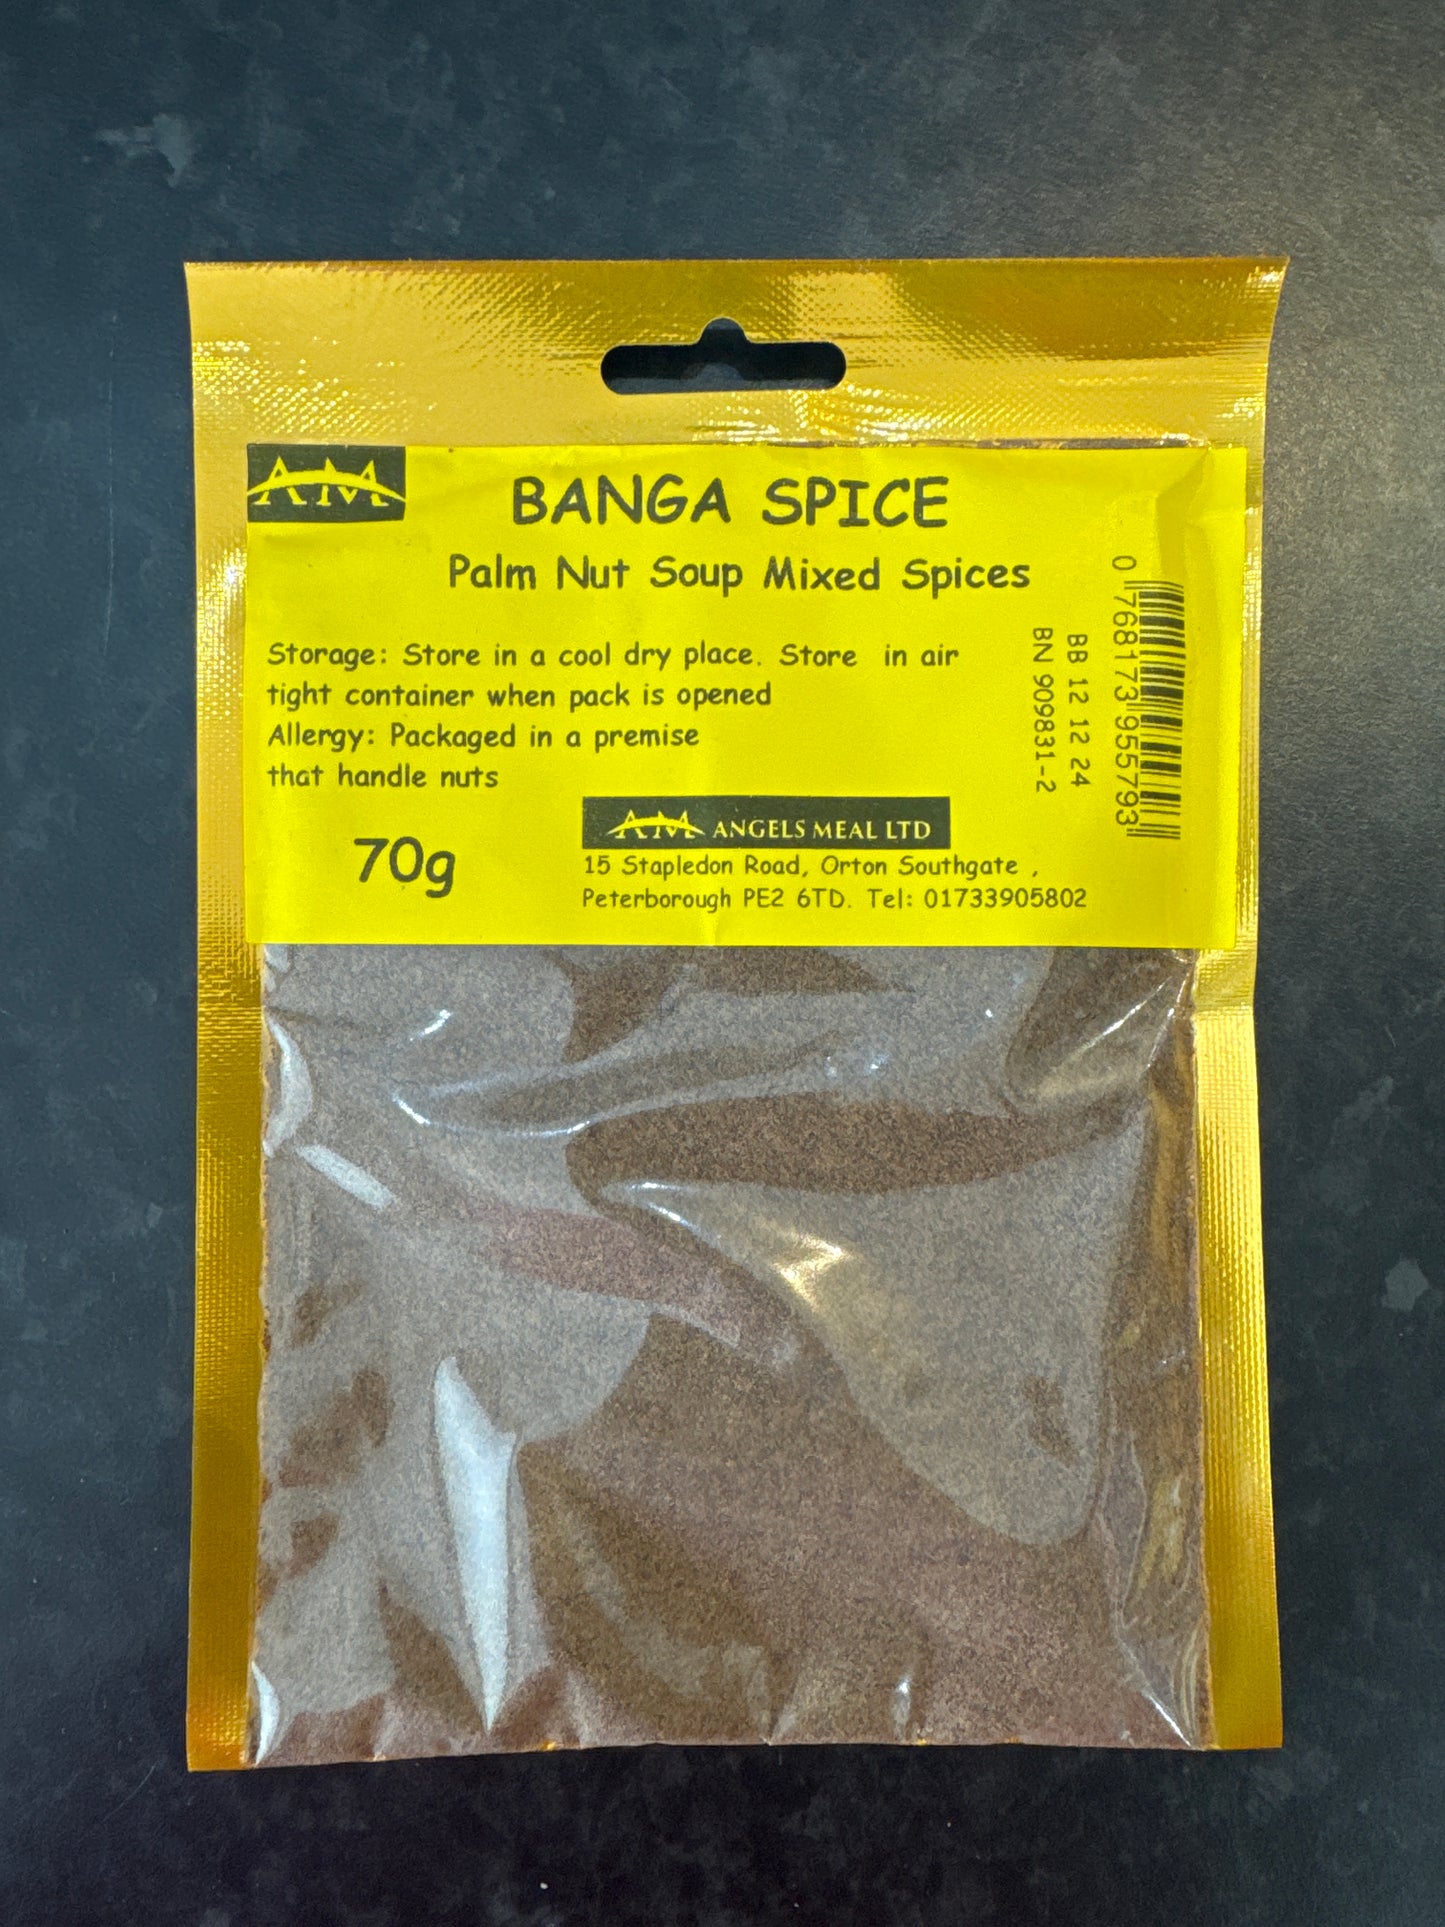 AM
BANGA SPICE
Palm Nut Soup Mixed Spices
Storage: Store in a cool dry place. Store in air
tight container when pack is opened
Allergy: Packaged in a premise
that handle nuts
70g
AM ANGELS MEAL LTD
15 Stapledon Road, Orton Southgate ,
Peterborough PE2 6TD. Tel: 01733905802
BN 909831-2
BB 12 12 24
0 768173 955793